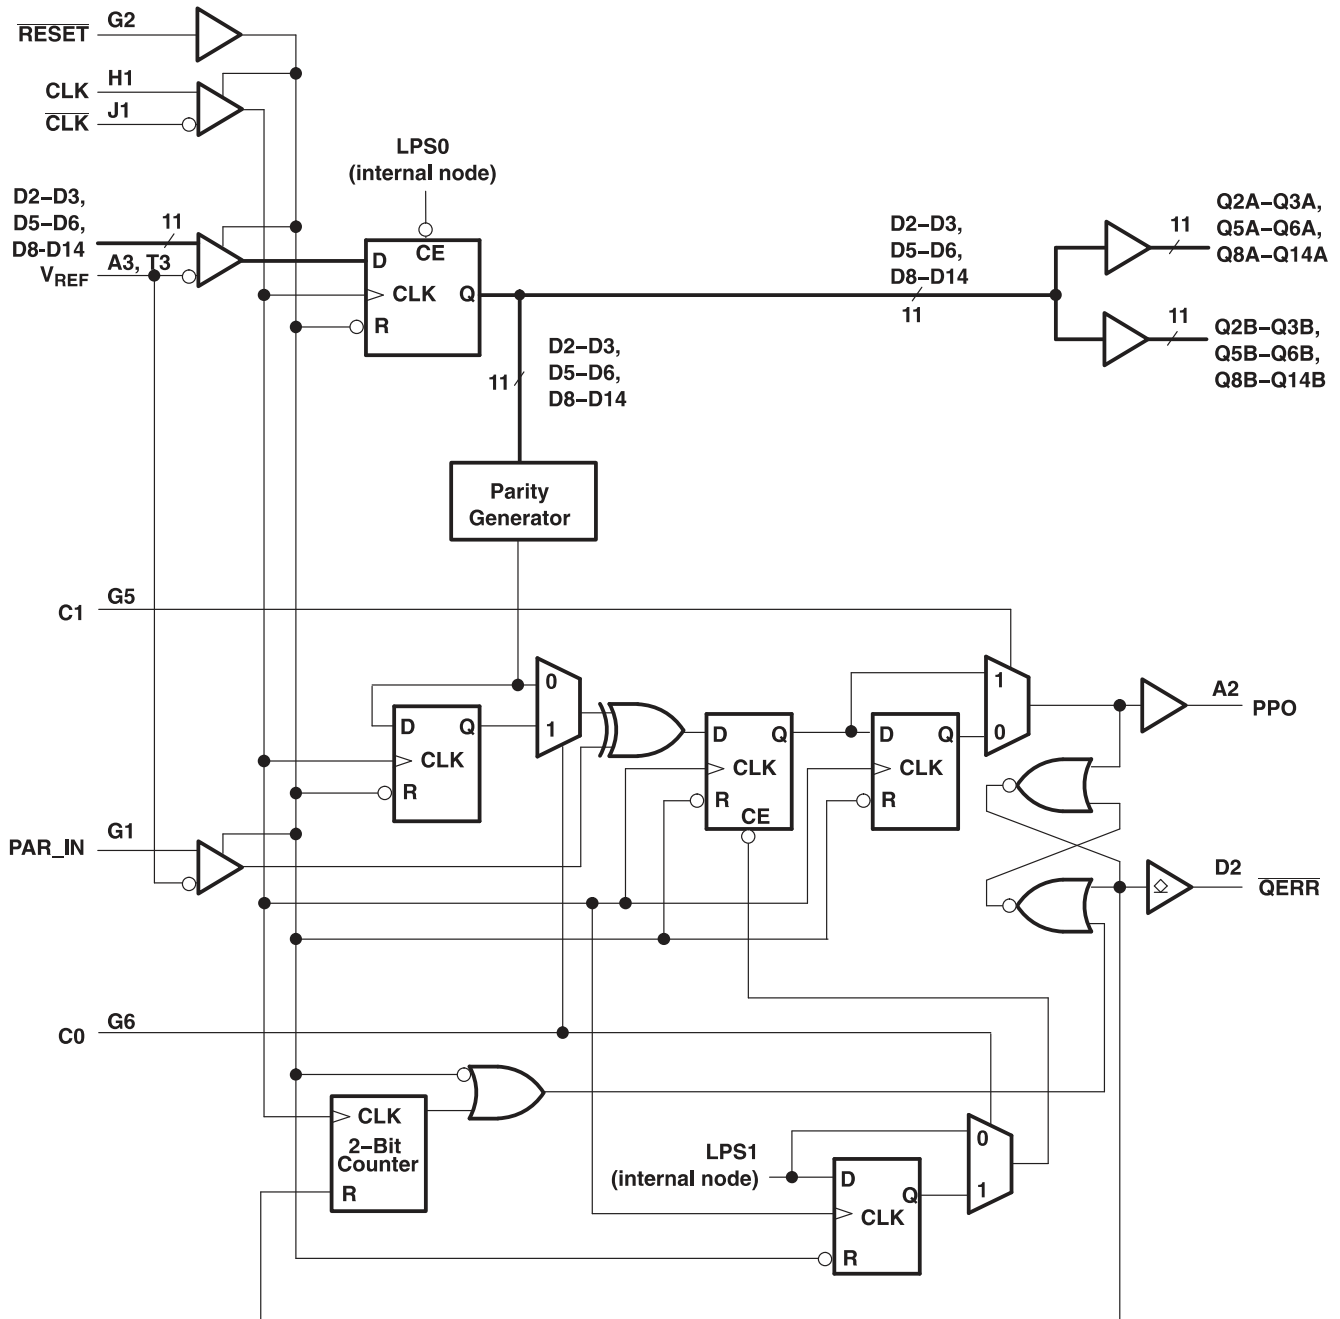 RESET G2
CLK H1
CLK J1
LPS0
(internal node)
D2–D3,
D5–D6,
D8-D14
11
VREF A3, T3
D CE
CLK Q
R
D2–D3,
D5–D6,
D8–D14
11
D2–D3,
D5–D6,
D8–D14
11
11
Q2A–Q3A,
Q5A–Q6A,
Q8A–Q14A
11
Q2B–Q3B,
Q5B–Q6B,
Q8B–Q14B
Parity
Generator
C1 G5
0
1
D Q
CLK
R
D Q
CLK
R
CE
D Q
CLK
R
1
0
A2
PPO
PAR_IN G1
D2
QERR
C0 G6
CLK
2–Bit
Counter
R
LPS1
(internal node)
D Q
CLK
R
0
1